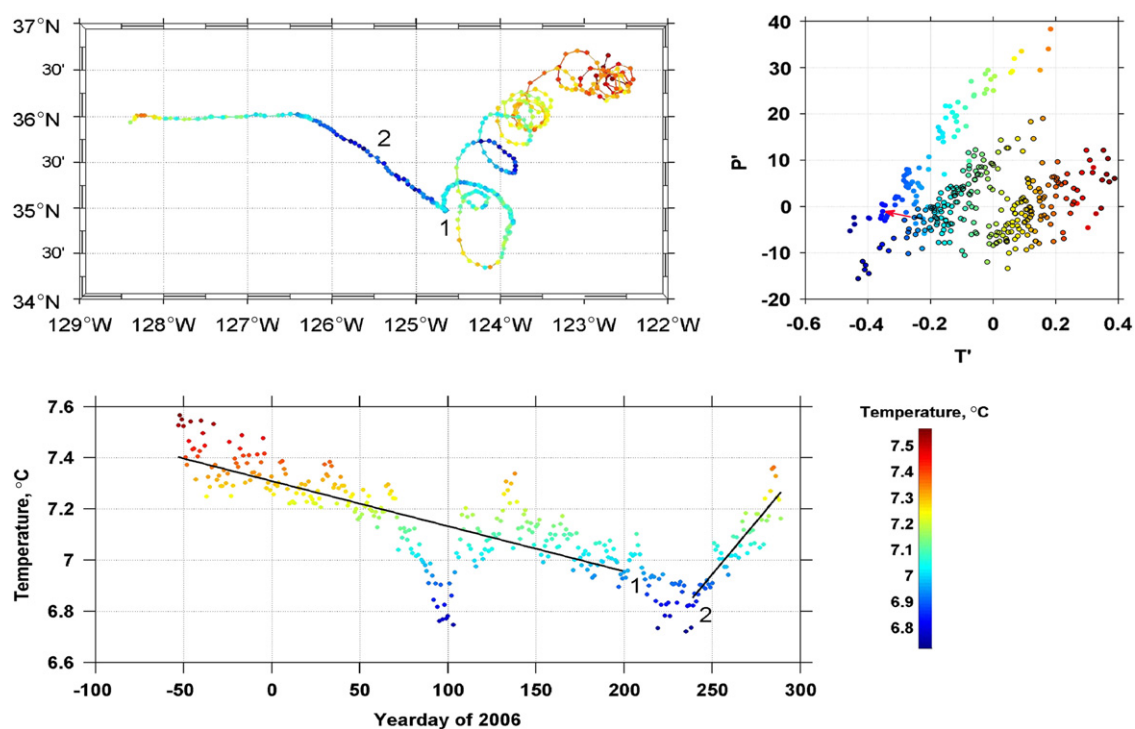 37°N
30'
36°N
30'
35°N
30'
34°N
129°W 128°W 127°W 126°W 125°W 124°W 123°W 122°W
2
1
40
30
20
10
0
-10
-20
P'
-0.6 -0.4 -0.2 0 0.2 0.4
T'
7.6
7.4
7.2
7
6.8
6.6
Temperature, °C
1
2
-100 -50 0 50 100 150 200 250 300
Yearday of 2006
Temperature, °C
7.5
7.4
7.3
7.2
7.1
7
6.9
6.8